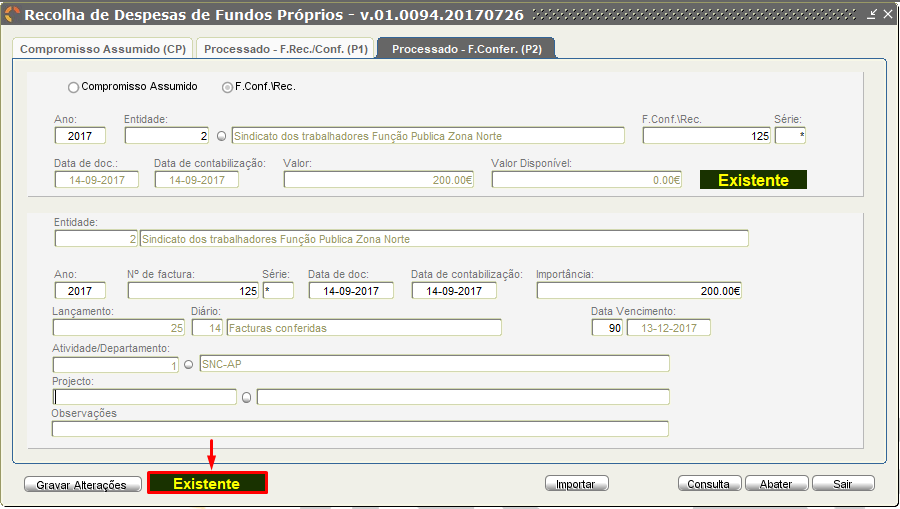 Recolha de Despesas de Fundos Próprios - v.01.0094.20170726
Compromisso Assumido (CP) Processado - F.Rec./Conf. (P1) Processado - F.Confer. (P2)
Compromisso Assumido F.Conf.\Rec.
Ano: Entidade: F.Conf.\Rec. Série:
2017 2 Sindicato dos trabalhadores Função Publica Zona Norte 125 *
Data de doc.: Data de contabilização: Valor: Valor Disponível:
14-09-2017 14-09-2017 200.00€ 0.00€ Existente
Entidade:
2 Sindicato dos trabalhadores Função Publica Zona Norte
Ano: Nº de factura: Série: Data de doc: Data de contabilização: Importância:
2017 125 * 14-09-2017 14-09-2017 200.00€
Lançamento: Diário: Data Vencimento:
25 14 Facturas conferidas 90 13-12-2017
Atividade/Departamento:
1 SNC-AP
Projecto:
Observações
Gravar Alterações Existente Importar Consulta Abater Sair